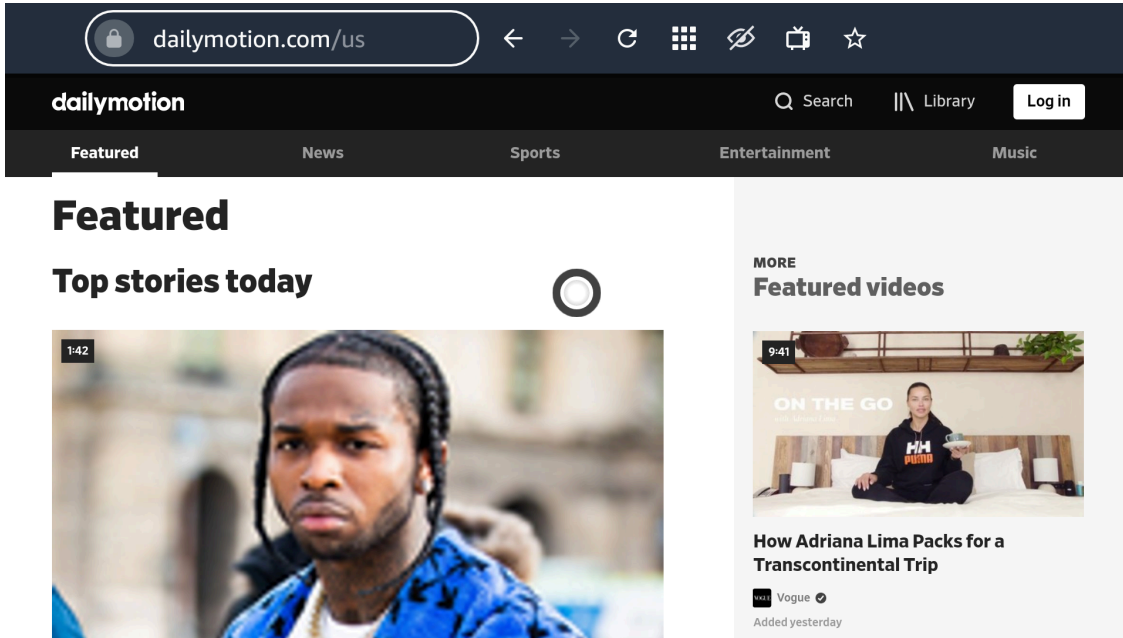 dailymotion.com/us
dailymotion
Search
Library
Log in
Featured
News
Sports
Entertainment
Music
Featured
Top stories today
1:42
MORE
Featured videos
9:41
ON THE GO
HH
PUMA
How Adriana Lima Packs for a
Transcontinental Trip
VOGUE
Vogue
Added yesterday